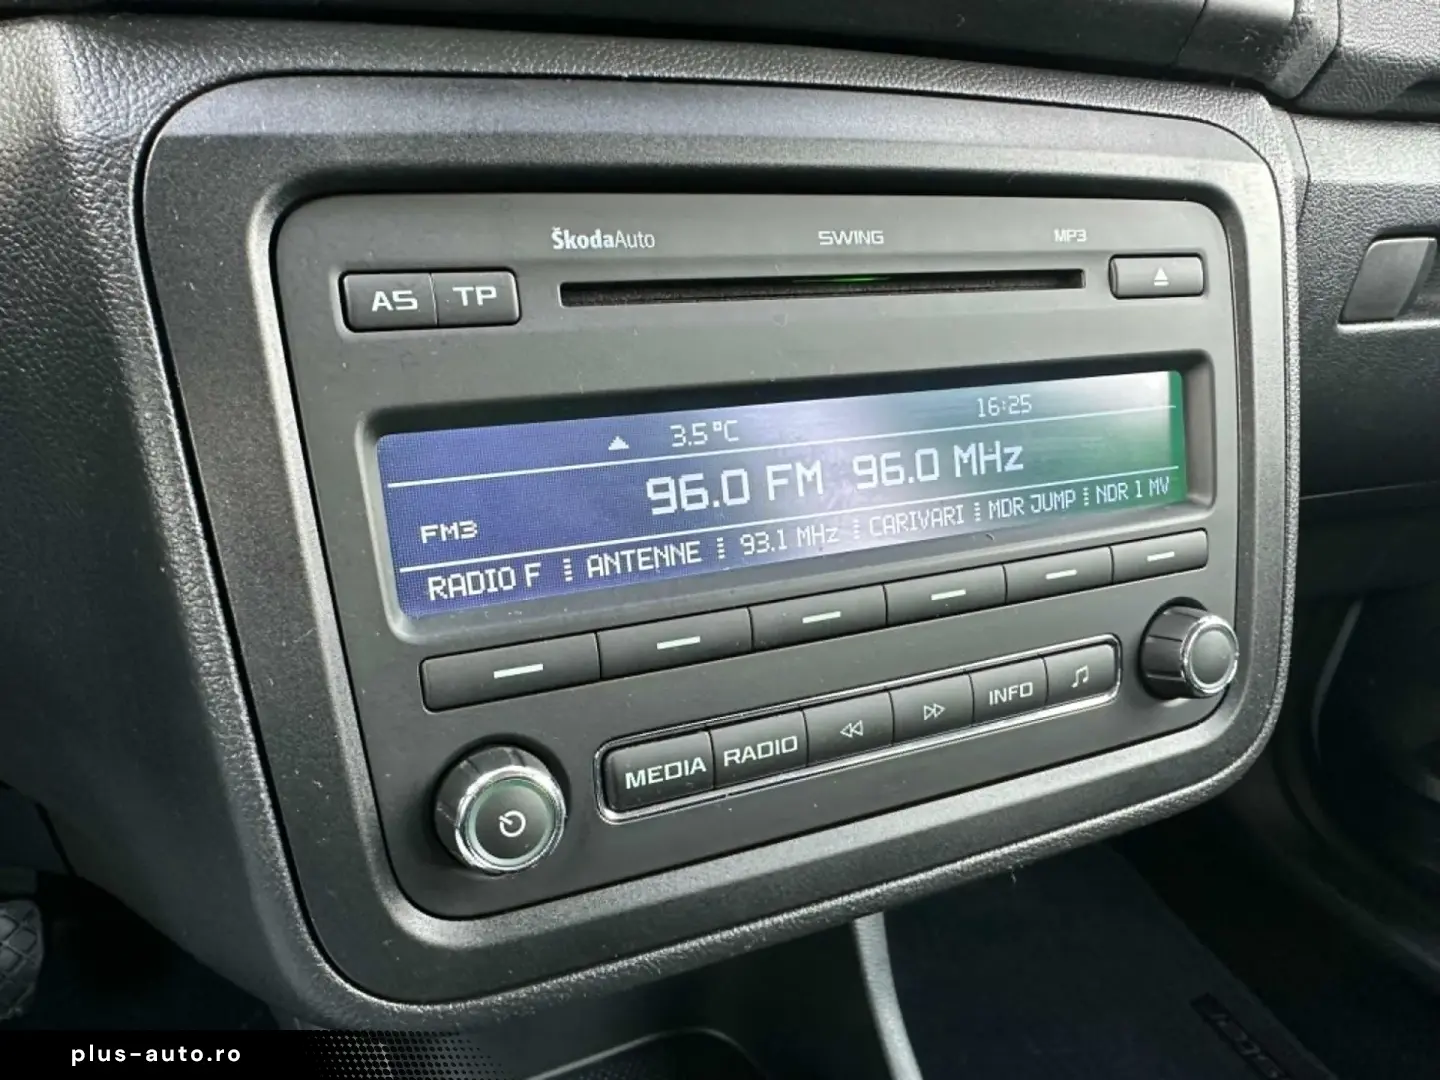 ŠkodaAuto SWING MP3
AS TP
3.5°C 16:25
96.0 FM 96.0 MHz
FM3
RADIO F ANTENNE 93.1 MHz CARIVARI MDR JUMP NDR 1 MV
MEDIA RADIO INFO
plus-auto.ro